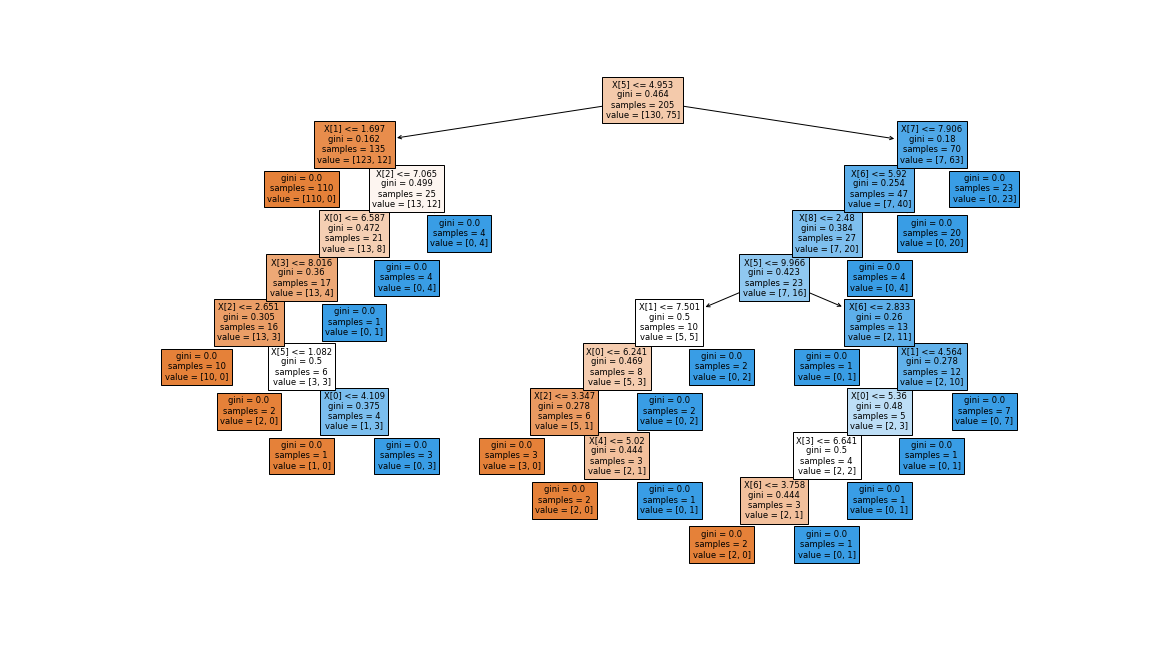 X[5] <= 4.953
gini = 0.464
samples = 205
value = [130, 75]
X[1] <= 1.697
gini = 0.162
samples = 135
value = [123, 12]
X[7] <= 7.906
gini = 0.18
samples = 70
value = [7, 63]
gini = 0.0
samples = 110
value = [110, 0]
X[2] <= 7.065
gini = 0.499
samples = 25
value = [13, 12]
X[6] <= 5.92
gini = 0.254
samples = 47
value = [7, 40]
gini = 0.0
samples = 23
value = [0, 23]
X[0] <= 6.587
gini = 0.472
samples = 21
value = [13, 8]
gini = 0.0
samples = 4
value = [0, 4]
X[8] <= 2.48
gini = 0.384
samples = 27
value = [7, 20]
gini = 0.0
samples = 20
value = [0, 20]
X[3] <= 8.016
gini = 0.36
samples = 17
value = [13, 4]
gini = 0.0
samples = 4
value = [0, 4]
X[5] <= 9.966
gini = 0.423
samples = 23
value = [7, 16]
gini = 0.0
samples = 4
value = [0, 4]
X[2] <= 2.651
gini = 0.305
samples = 16
value = [13, 3]
gini = 0.0
samples = 1
value = [0, 1]
X[1] <= 7.501
gini = 0.5
samples = 10
value = [5, 5]
X[6] <= 2.833
gini = 0.26
samples = 13
value = [2, 11]
gini = 0.0
samples = 10
value = [10, 0]
X[5] <= 1.082
gini = 0.5
samples = 6
value = [3, 3]
X[0] <= 6.241
gini = 0.469
samples = 8
value = [5, 3]
gini = 0.0
samples = 2
value = [0, 2]
gini = 0.0
samples = 1
value = [0, 1]
X[1] <= 4.564
gini = 0.278
samples = 12
value = [2, 10]
gini = 0.0
samples = 2
value = [2, 0]
X[0] <= 4.109
gini = 0.375
samples = 4
value = [1, 3]
X[2] <= 3.347
gini = 0.278
samples = 6
value = [5, 1]
gini = 0.0
samples = 2
value = [0, 2]
X[0] <= 5.36
gini = 0.48
samples = 5
value = [2, 3]
gini = 0.0
samples = 7
value = [0, 7]
gini = 0.0
samples = 1
value = [1, 0]
gini = 0.0
samples = 3
value = [0, 3]
gini = 0.0
samples = 3
value = [3, 0]
X[4] <= 5.02
gini = 0.444
samples = 3
value = [2, 1]
X[3] <= 6.641
gini = 0.5
samples = 4
value = [2, 2]
gini = 0.0
samples = 1
value = [0, 1]
gini = 0.0
samples = 2
value = [2, 0]
gini = 0.0
samples = 1
value = [0, 1]
X[6] <= 3.758
gini = 0.444
samples = 3
value = [2, 1]
gini = 0.0
samples = 1
value = [0, 1]
gini = 0.0
samples = 2
value = [2, 0]
gini = 0.0
samples = 1
value = [0, 1]